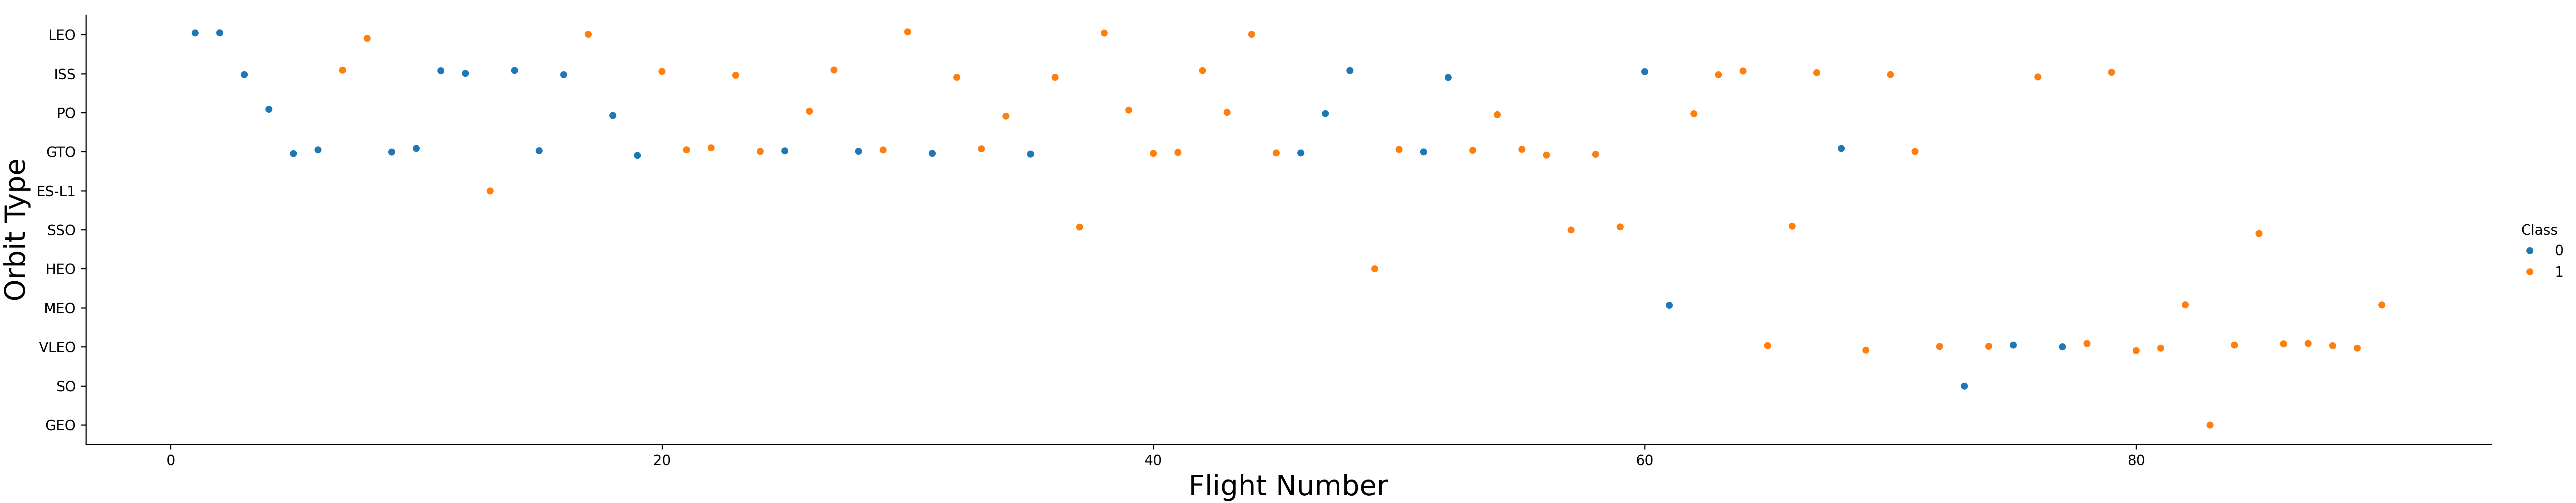 Orbit Type
LEO
ISS
PO
GTO
ES-L1
SSO
HEO
MEO
VLEO
SO
GEO
0 20 40 60 80
Flight Number
Class
0
1